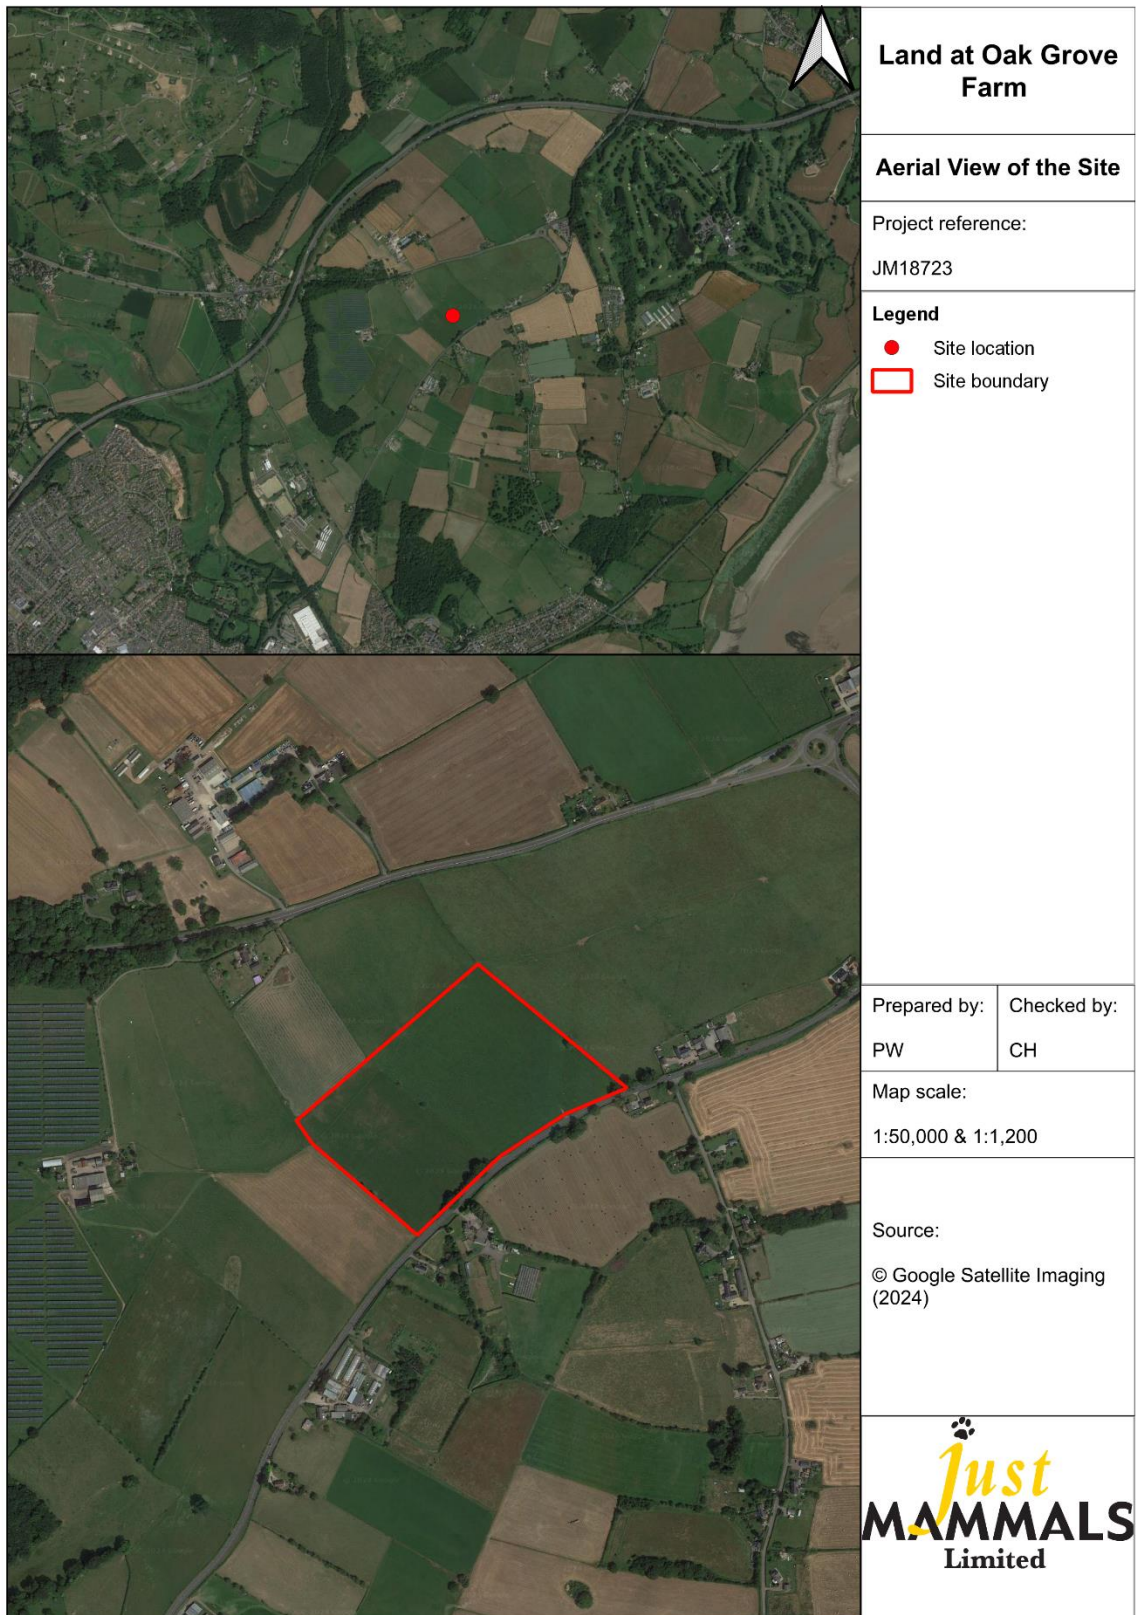 Land at Oak Grove
Farm
Aerial View of the Site
Project reference:
JM18723
Legend
Site location
Site boundary
Prepared by:
PW
Checked by:
CH
Map scale:
1:50,000 & 1:1,200
Source:
© Google Satellite Imaging
(2024)
just
MAMMALS
Limited